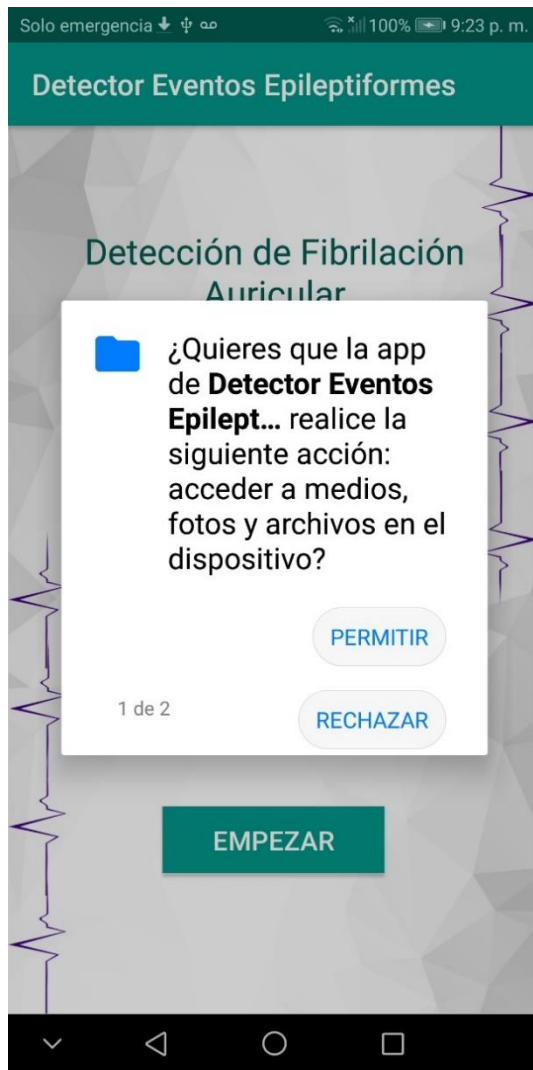 Solo emergencia 100% 9:23 p. m.
Detector Eventos Epileptiformes
Detección de Fibrilación
Auricular
¿Quieres que la app
de Detector Eventos
Epilept... realice la
siguiente acción:
acceder a medios,
fotos y archivos en el
dispositivo?
PERMITIR
1 de 2
RECHAZAR
EMPEZAR